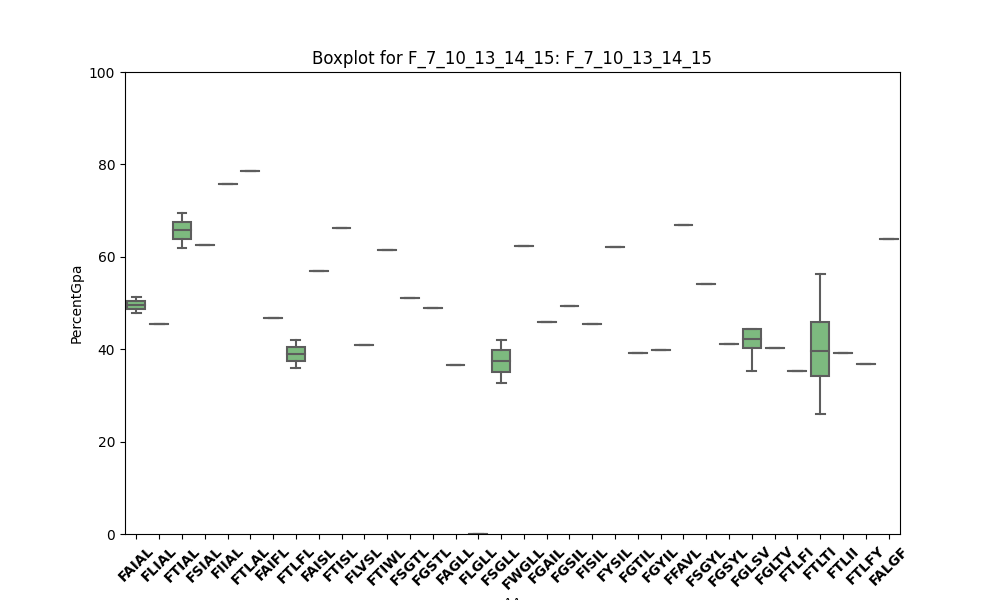 Boxplot for F_7_10_13_14_15: F_7_10_13_14_15
PercentGpa
100
80
60
40
20
0
FAIAL
FLIAL
FTIAL
FSIAL
FIIAL
FTLAL
FAIFL
FTLFL
FAISL
FTISL
FLVSL
FTIWL
FSGTL
FGSTL
FAGLL
FLGLL
FSGLL
FWGLL
FGAIL
FGSIL
FISIL
FYSIL
FGTIL
FGYIL
FFAVL
FSGYL
FGSYL
FGLSV
FGLTV
FTLFI
FTLTI
FTLII
FTLFY
FALGF